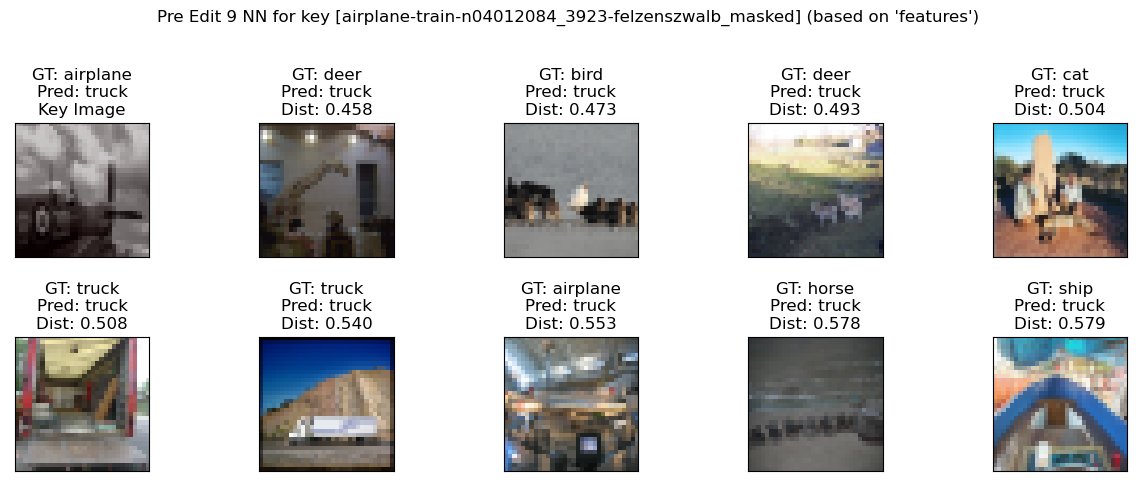 Pre Edit 9 NN for key [airplane-train-n04012084_3923-felzenszwalb_masked] (based on 'features')
GT: airplane
Pred: truck
Key Image
GT: deer
Pred: truck
Dist: 0.458
GT: bird
Pred: truck
Dist: 0.473
GT: deer
Pred: truck
Dist: 0.493
GT: cat
Pred: truck
Dist: 0.504
GT: truck
Pred: truck
Dist: 0.508
GT: truck
Pred: truck
Dist: 0.540
GT: airplane
Pred: truck
Dist: 0.553
GT: horse
Pred: truck
Dist: 0.578
GT: ship
Pred: truck
Dist: 0.579